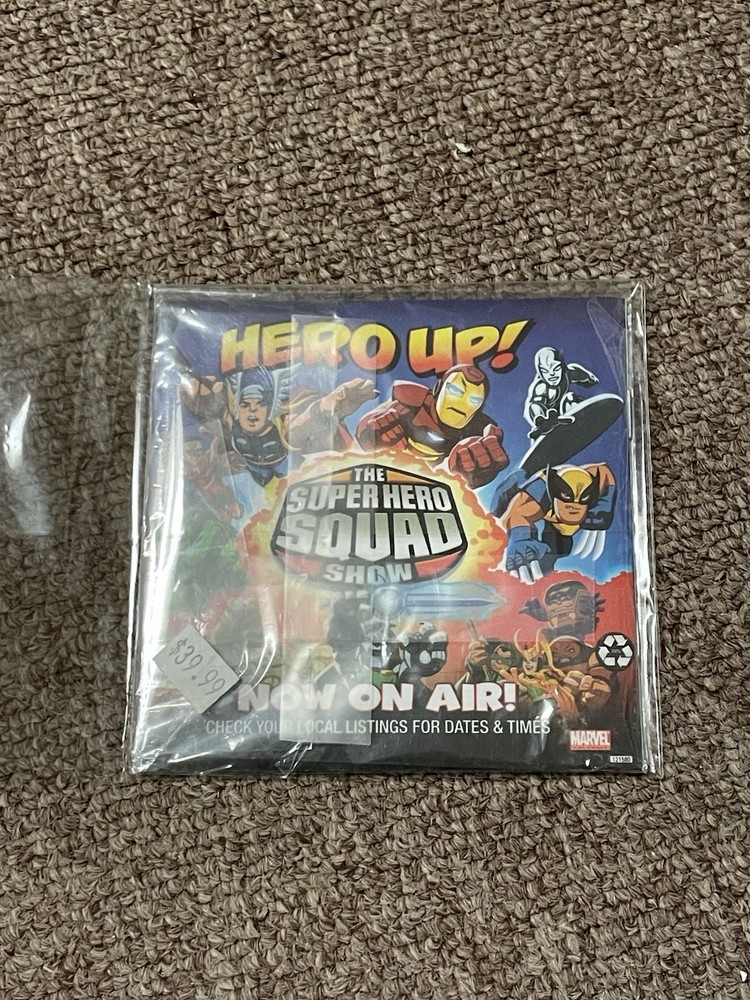 HERO UP!
THE
SUPER HERO
SQUAD
SHOW
$39.99
NOW ON AIR!
CHECK YOUR LOCAL LISTINGS FOR DATES & TIMES
MARVEL
121580